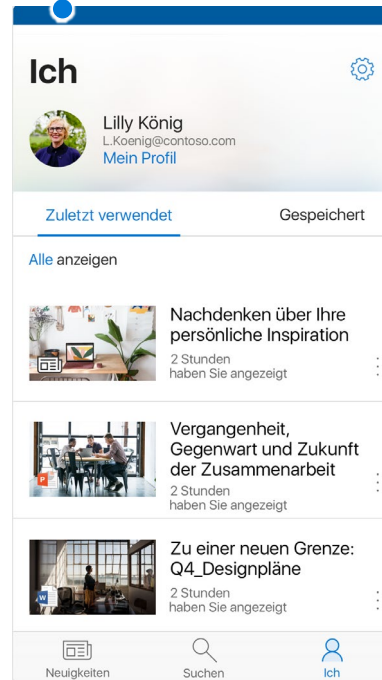 Ich
Lilly König
L.Koenig@contoso.com
Mein Profil
Zuletzt verwendet
Gespeichert
Alle anzeigen
Nachdenken über Ihre
persönliche Inspiration
2 Stunden
haben Sie angezeigt
Vergangenheit,
Gegenwart und Zukunft
der Zusammenarbeit
2 Stunden
haben Sie angezeigt
P
Zu einer neuen Grenze:
Q4_Designpläne
2 Stunden
haben Sie angezeigt
W
Neuigkeiten
Suchen
Ich